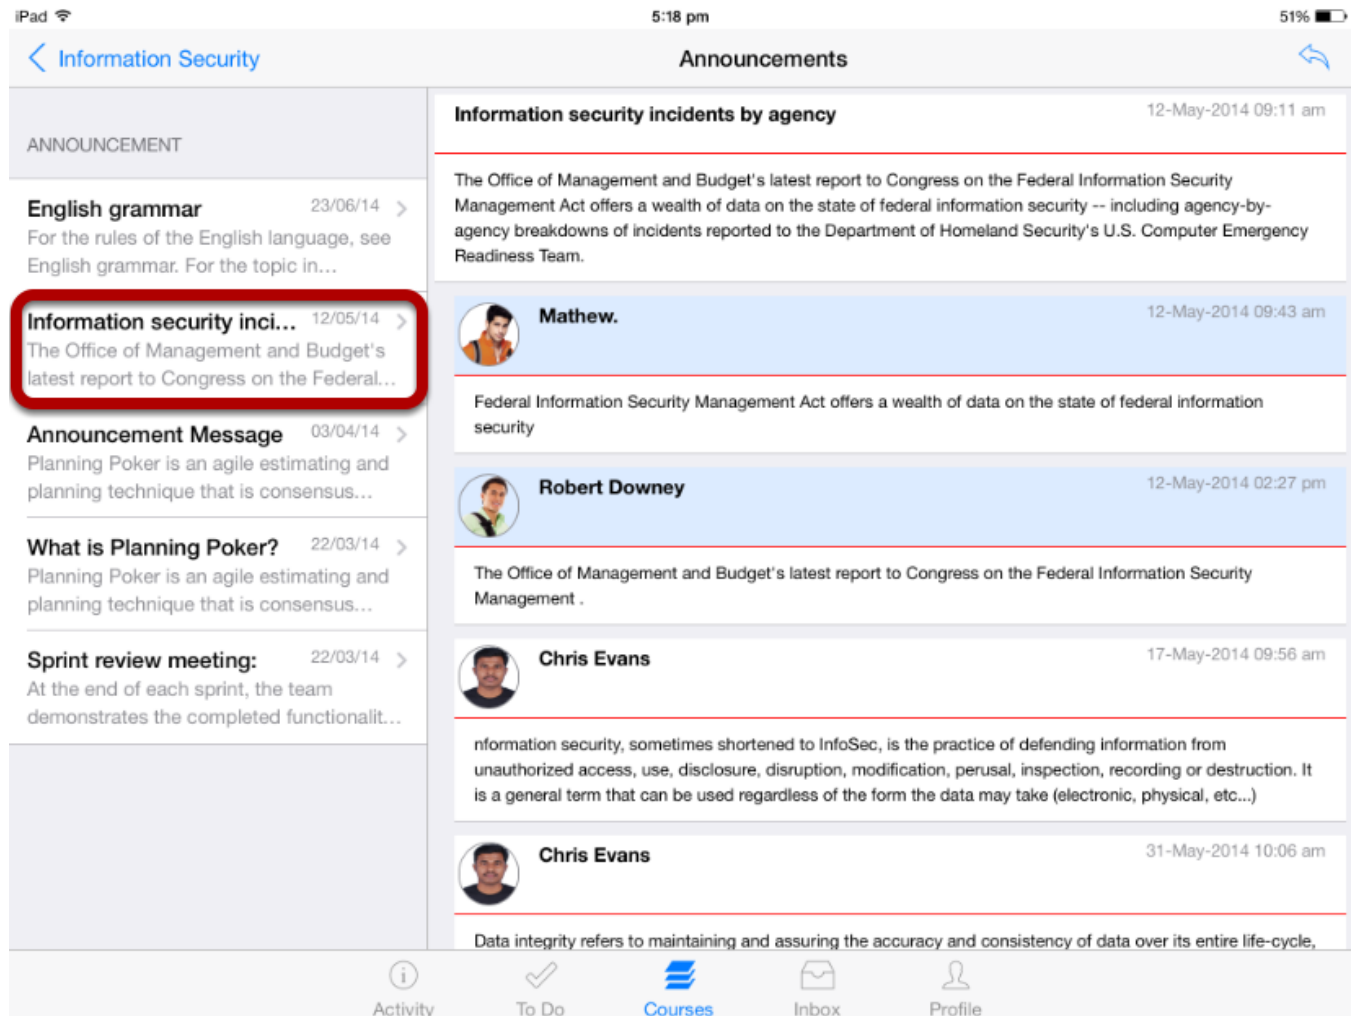 iPad
5:18 pm
51%
Information Security
Announcements
ANNOUNCEMENT
English grammar 23/06/14
For the rules of the English language, see
English grammar. For the topic in...
Information security inci... 12/05/14
The Office of Management and Budget's
latest report to Congress on the Federal...
Announcement Message 03/04/14
Planning Poker is an agile estimating and
planning technique that is consensus...
What is Planning Poker? 22/03/14
Planning Poker is an agile estimating and
planning technique that is consensus...
Sprint review meeting: 22/03/14
At the end of each sprint, the team
demonstrates the completed functionalit...
Information security incidents by agency 12-May-2014 09:11 am
The Office of Management and Budget's latest report to Congress on the Federal Information Security
Management Act offers a wealth of data on the state of federal information security -- including agency-by-
agency breakdowns of incidents reported to the Department of Homeland Security's U.S. Computer Emergency
Readiness Team.
Mathew. 12-May-2014 09:43 am
Federal Information Security Management Act offers a wealth of data on the state of federal information
security
Robert Downey 12-May-2014 02:27 pm
The Office of Management and Budget's latest report to Congress on the Federal Information Security
Management .
Chris Evans 17-May-2014 09:56 am
nformation security, sometimes shortened to InfoSec, is the practice of defending information from
unauthorized access, use, disclosure, disruption, modification, perusal, inspection, recording or destruction. It
is a general term that can be used regardless of the form the data may take (electronic, physical, etc...)
Chris Evans 31-May-2014 10:06 am
Data integrity refers to maintaining and assuring the accuracy and consistency of data over its entire life-cycle,
Activity
To Do
Courses
Inbox
Profile